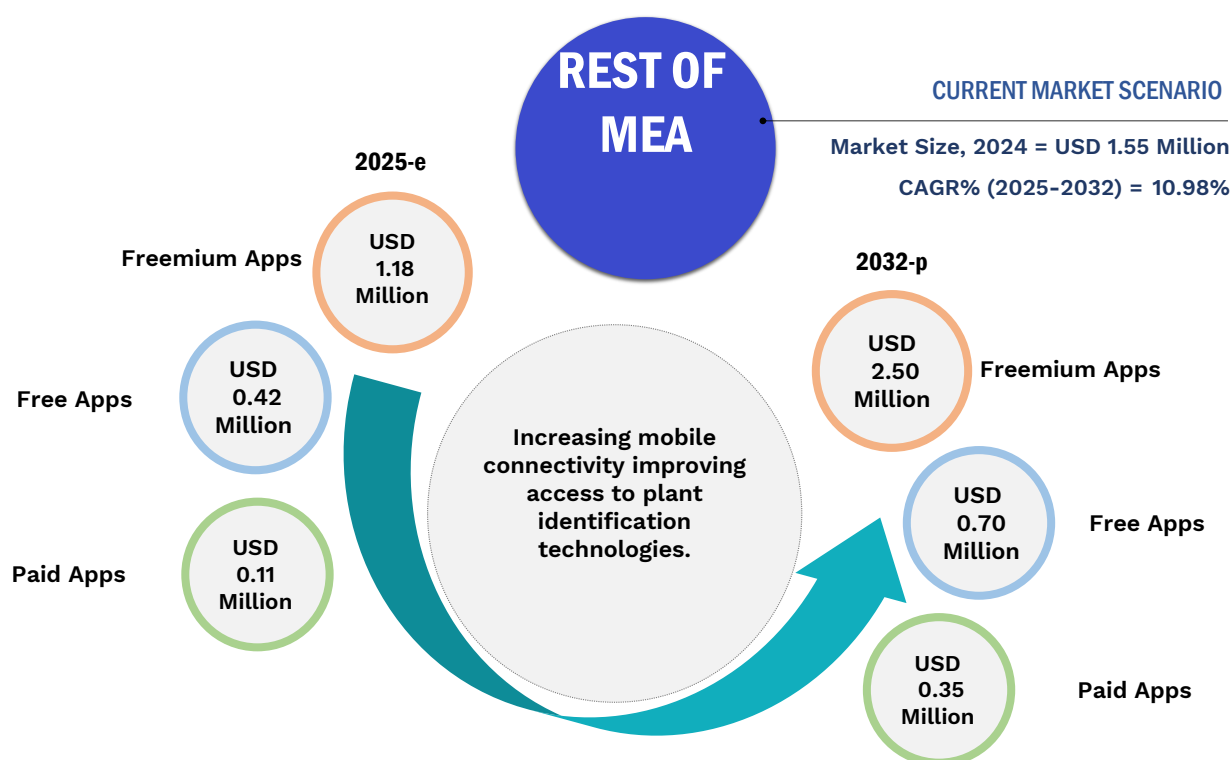 REST OF
MEA
CURRENT MARKET SCENARIO
Market Size, 2024 = USD 1.55 Million
CAGR% (2025-2032) = 10.98%
2025-e
Freemium Apps
USD
1.18
Million
Free Apps
USD
0.42
Million
Paid Apps
USD
0.11
Million
Increasing mobile
connectivity improving
access to plant
identification
technologies.
2032-p
USD
2.50
Million
Freemium Apps
USD
0.70
Million
Free Apps
USD
0.35
Million
Paid Apps